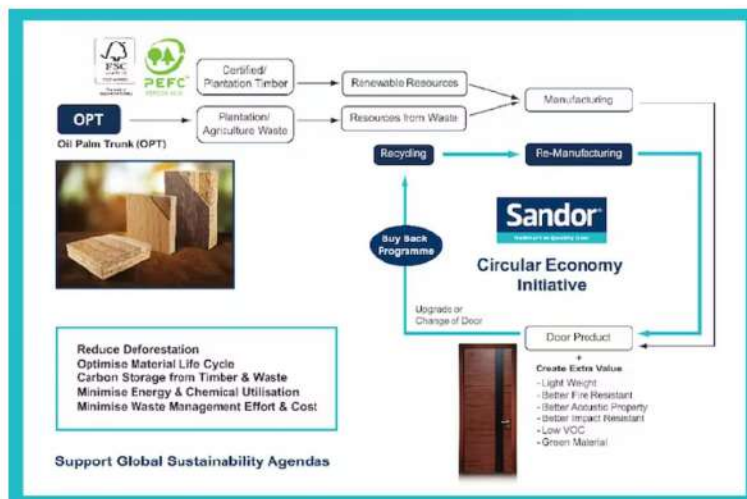 FSC
PEFC
Certified/
Plantation Timber
Renewable Resources
Manufacturing
OPT
Plantation/
Agriculture Waste
Resources from Waste
Oil Palm Trunk (OPT)
Recycling
Re-Manufacturing
Sandor
Buy Back
Programme
Circular Economy
Initiative
Upgrade or
Change of Door
Door Product
+
Create Extra Value
- Light Weight
- Better Fire Resistant
- Better Acoustic Property
- Better Impact Resistant
- Low VOC
- Green Material
Reduce Deforestation
Optimise Material Life Cycle
Carbon Storage from Timber & Waste
Minimise Energy & Chemical Utilisation
Minimise Waste Management Effort & Cost
Support Global Sustainability Agendas